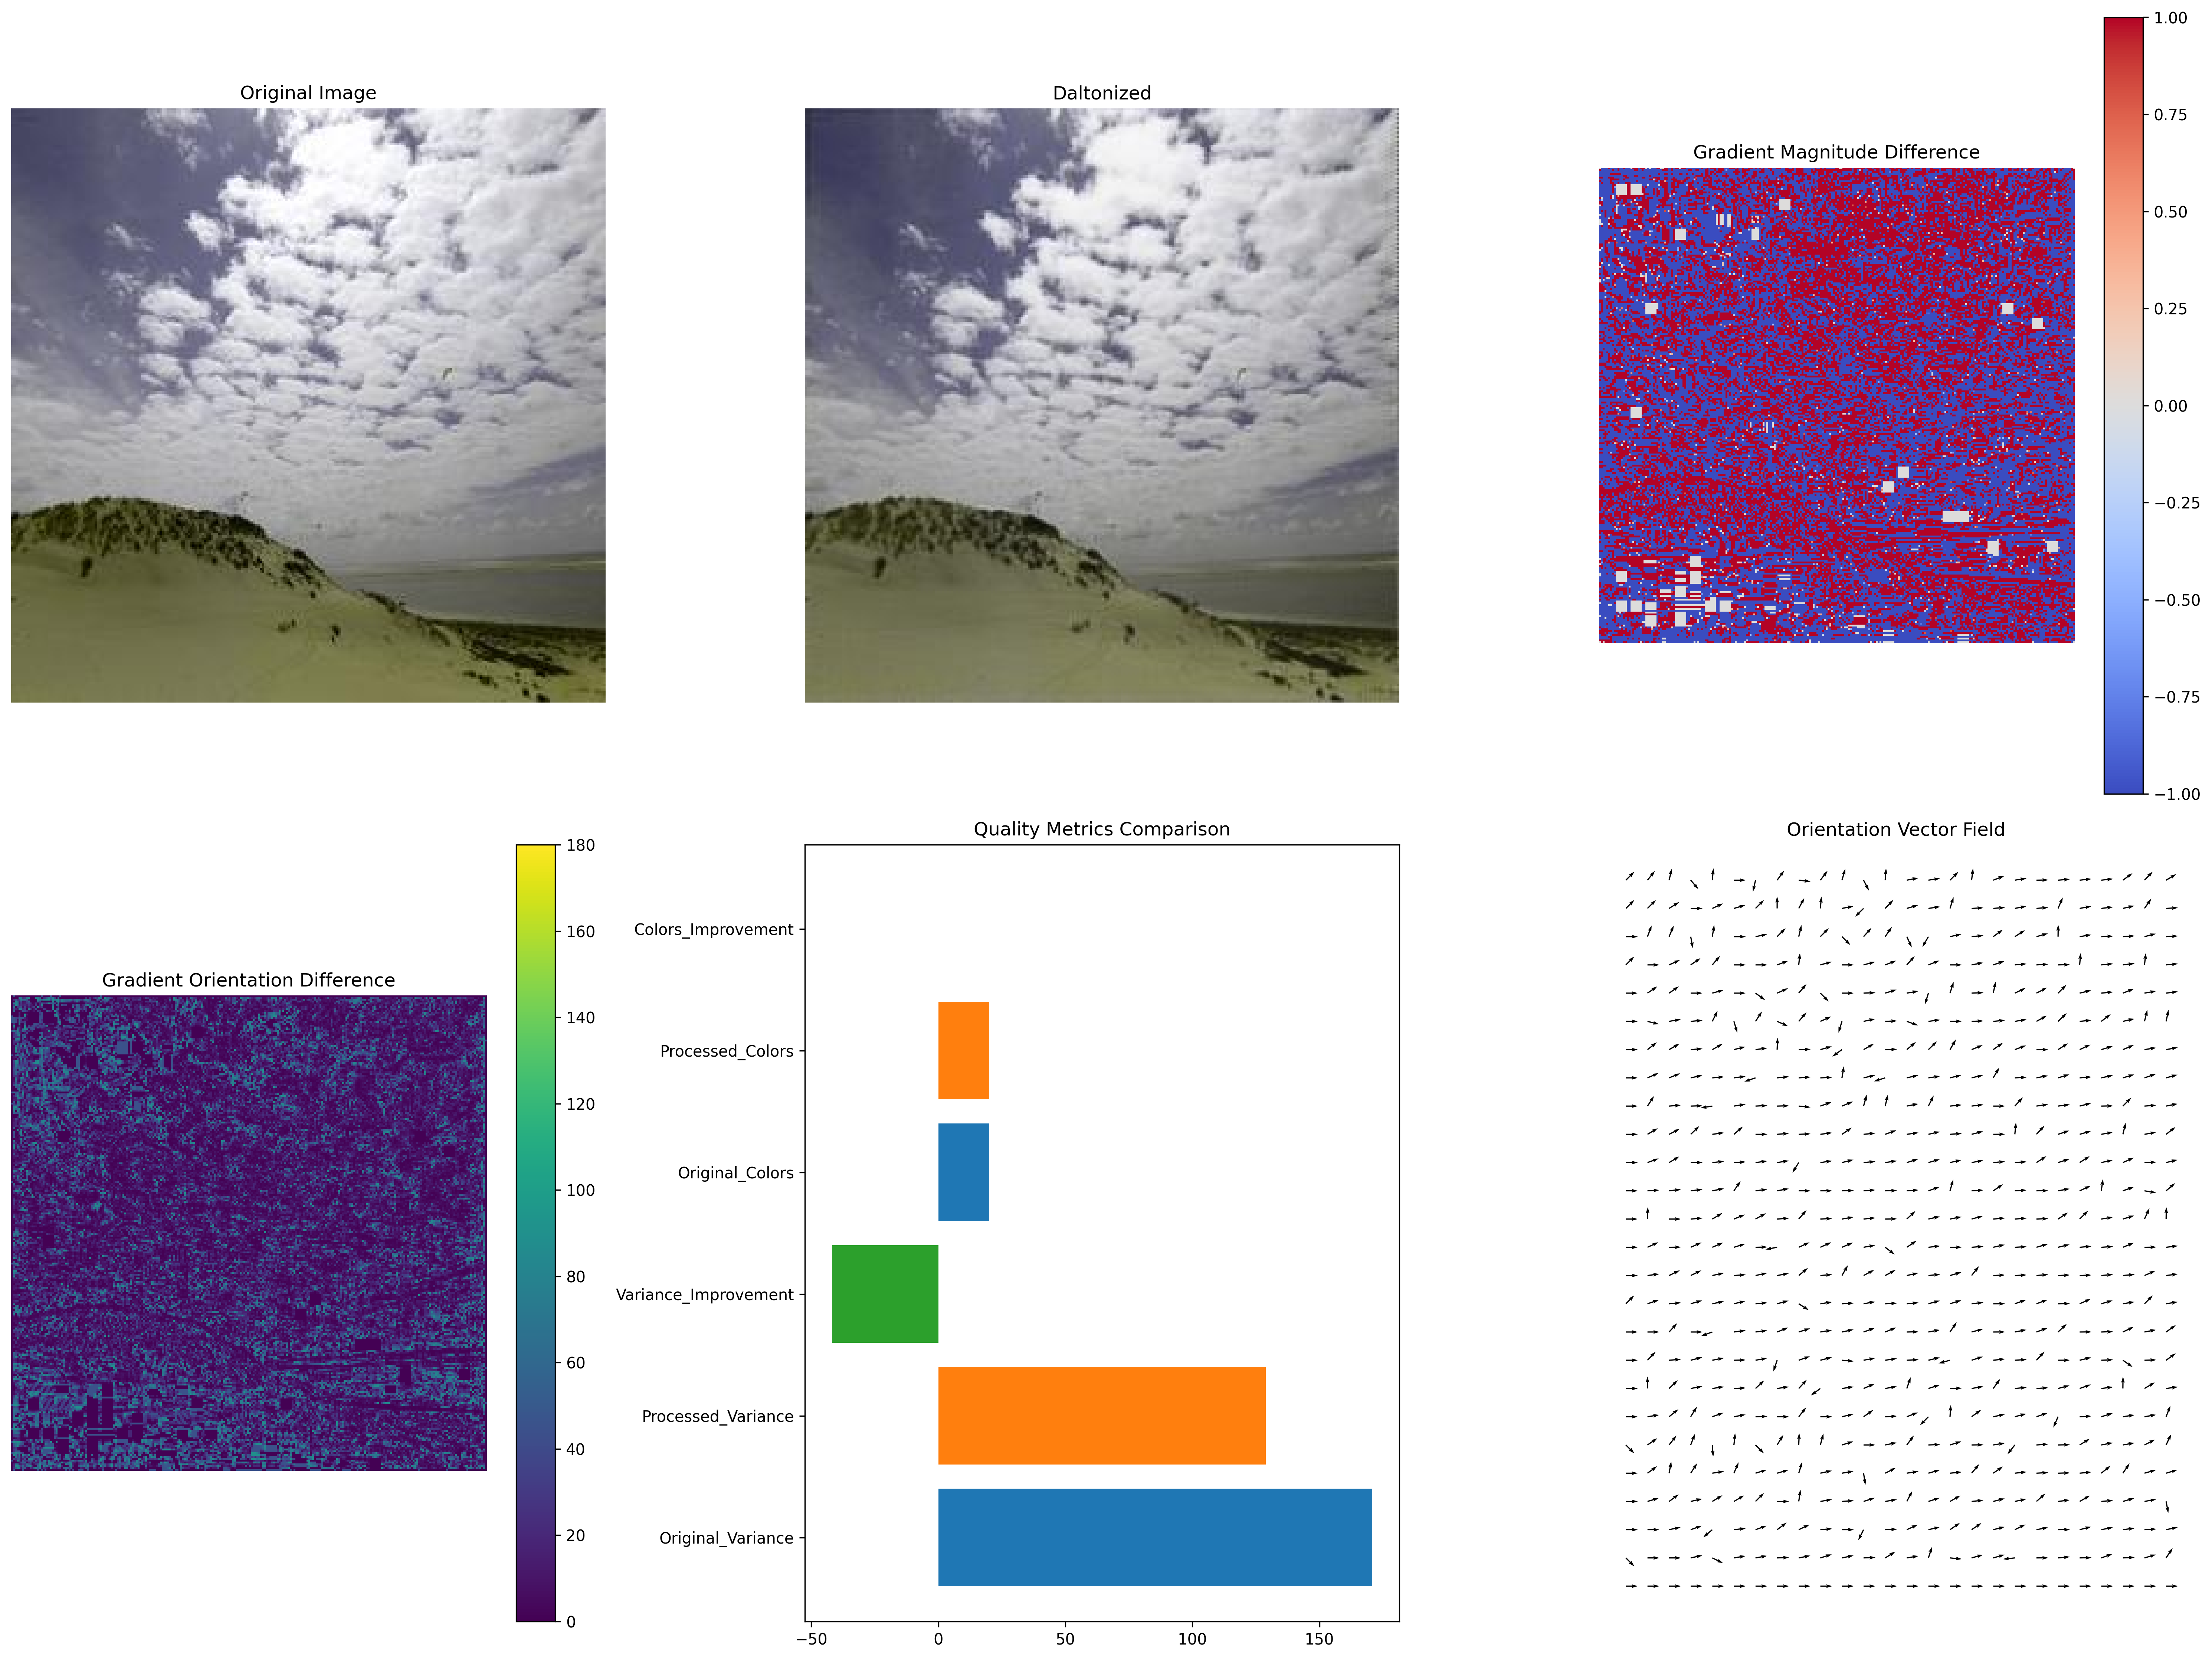 Original Image
Daltonized
Gradient Magnitude Difference
1.00
0.75
0.50
0.25
0.00
−0.25
−0.50
−0.75
−1.00
Gradient Orientation Difference
180
160
140
120
100
80
60
40
20
0
Quality Metrics Comparison
Colors_Improvement
Processed_Colors
Original_Colors
Variance_Improvement
Processed_Variance
Original_Variance
−50 0 50 100 150
Orientation Vector Field